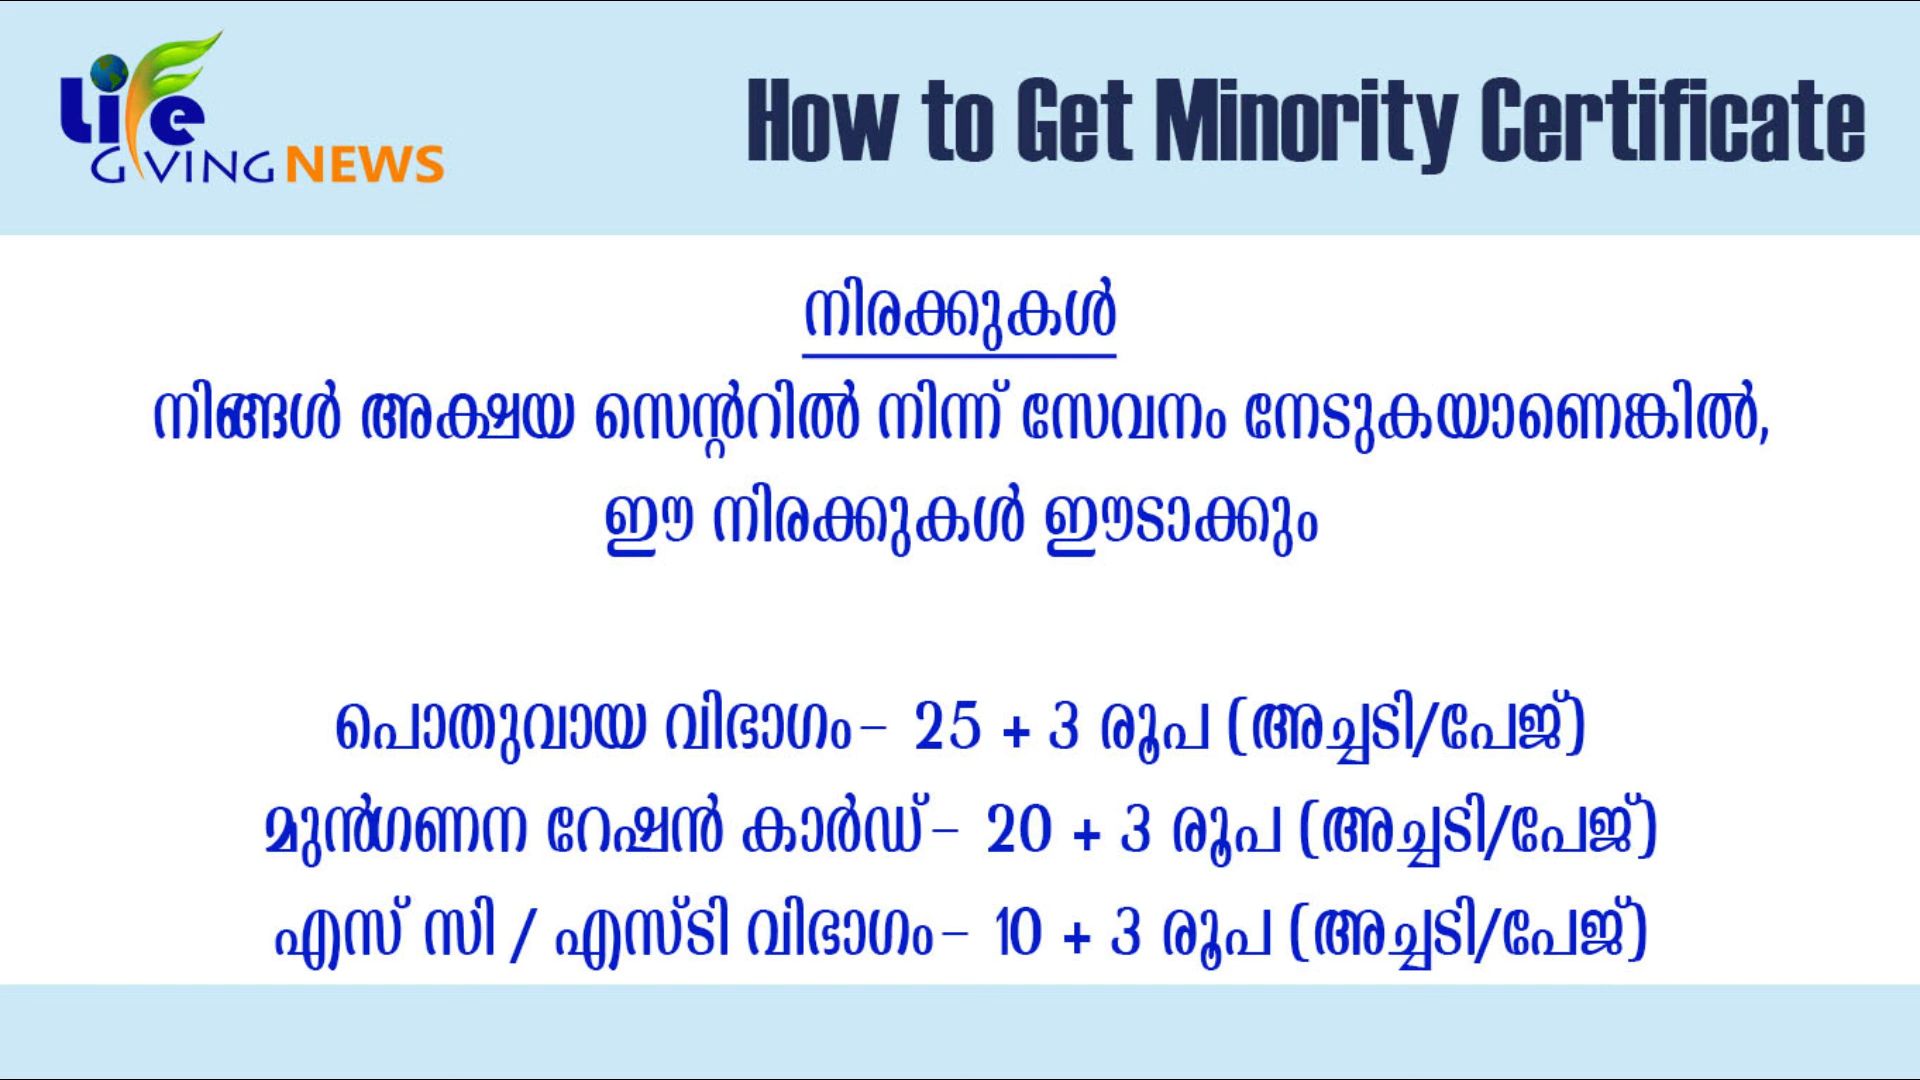 Life
GIVING NEWS
How to Get Minority Certificate
നിരക്കുകൾ
നിങ്ങൾ അക്ഷയ സെന്ററിൽ നിന്ന് സേവനം നേടുകയാണെങ്കിൽ,
ഈ നിരക്കുകൾ ഈടാക്കും
പൊതുവായ വിഭാഗം - 25 + 3 രൂപ (അച്ചടി/പേജ്)
മുൻഗണന റേഷൻ കാർഡ് - 20 + 3 രൂപ (അച്ചടി/പേജ്)
എസ് സി / എസ്ടി വിഭാഗം - 10 + 3 രൂപ (അച്ചടി/പേജ്)